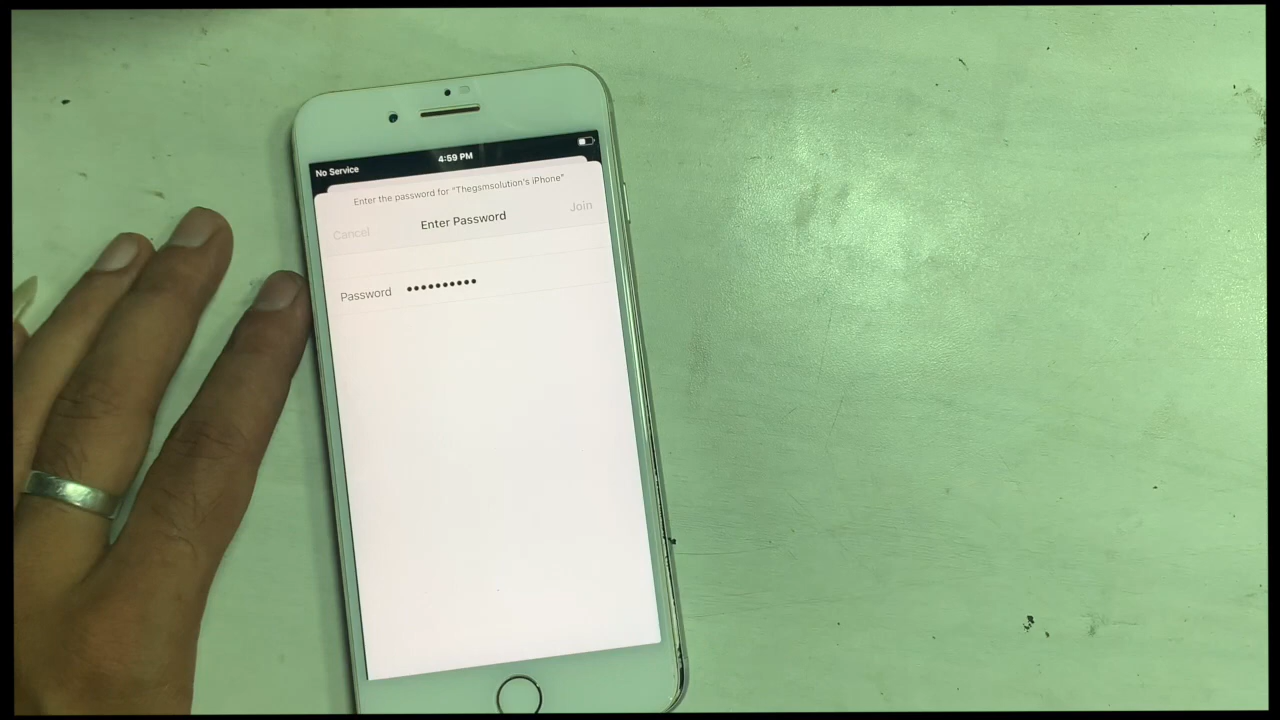 No Service 4:59 PM
Enter the password for "Thegsmsolution's iPhone"
Cancel Enter Password Join
Password ••••••••••